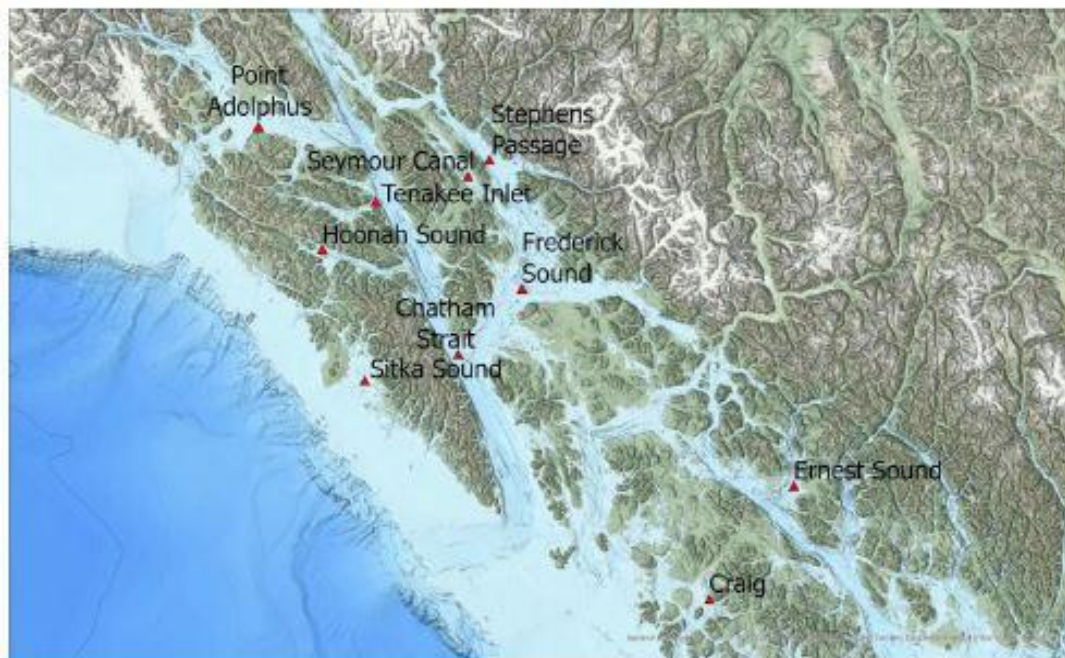 Point
Adolphus
Stephens
Passage
Seymour Canal
Tenakee Inlet
Hoonah Sound
Frederick
Sound
Chatham
Strait
Sitka Sound
Ernest Sound
Craig